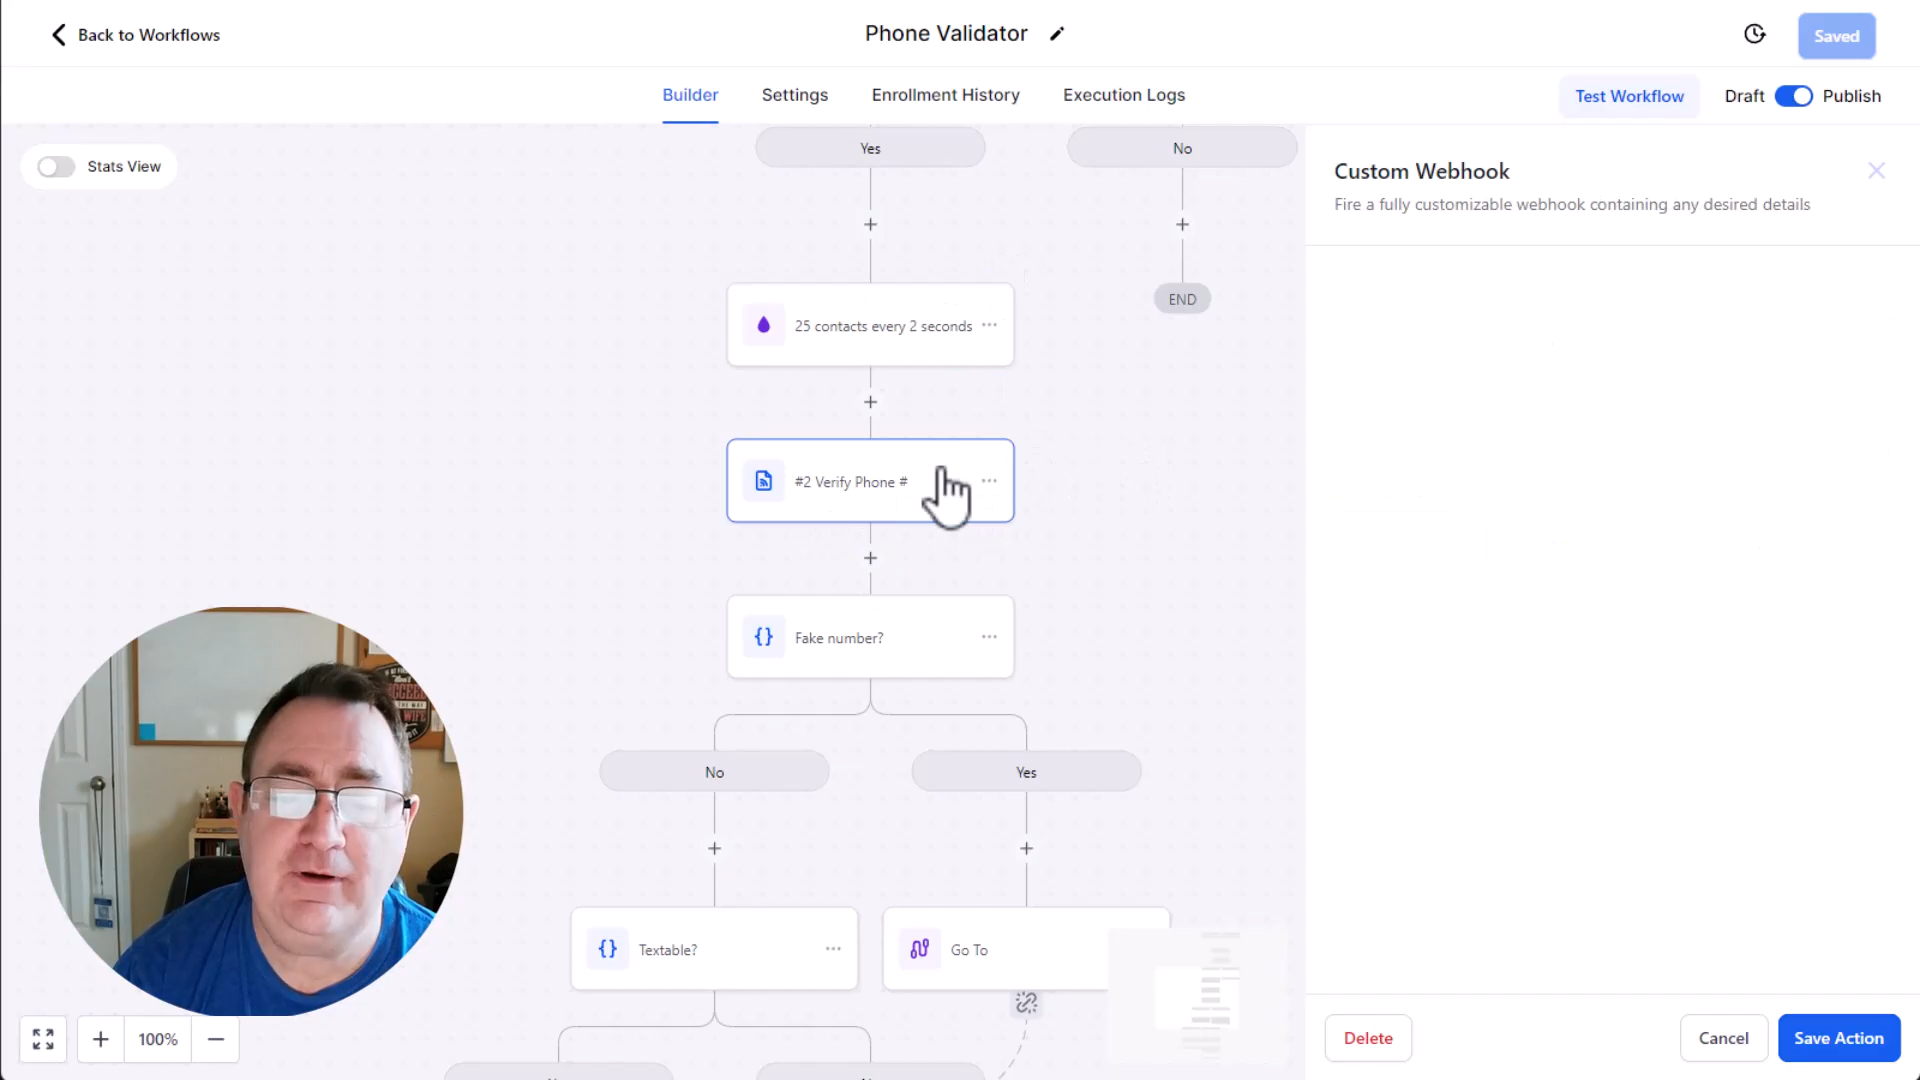 Back to Workflows
Phone Validator
Saved
Builder
Settings
Enrollment History
Execution Logs
Test Workflow
Draft
Publish
Stats View
Yes
No
Custom Webhook
Fire a fully customizable webhook containing any desired details
END
25 contacts every 2 seconds
#2 Verify Phone #
Fake number?
No
Yes
Textable?
Go To
100%
Delete
Cancel
Save Action